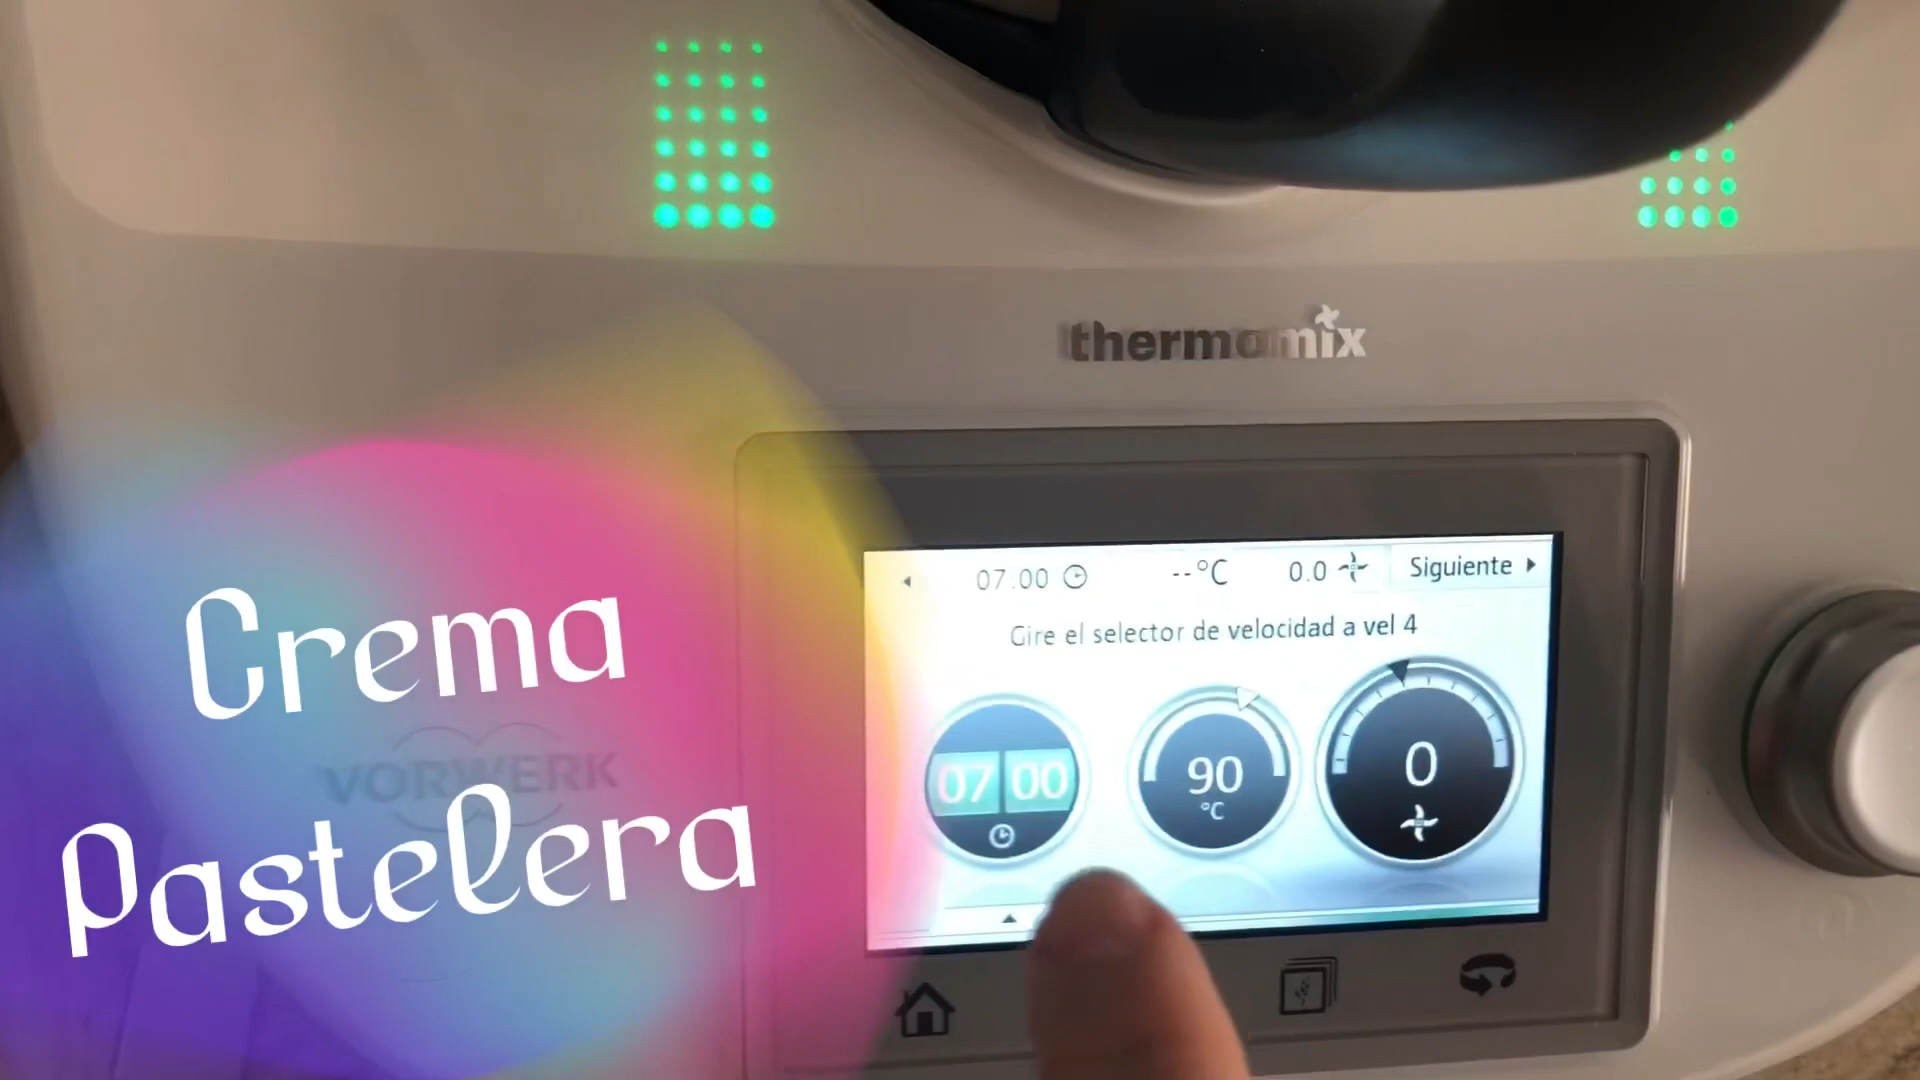 thermomix
07.00 --°C 0.0 Siguiente
Gire el selector de velocidad a vel 4
07 00
90
°C
0
Crema
VORWERK
Pastelera